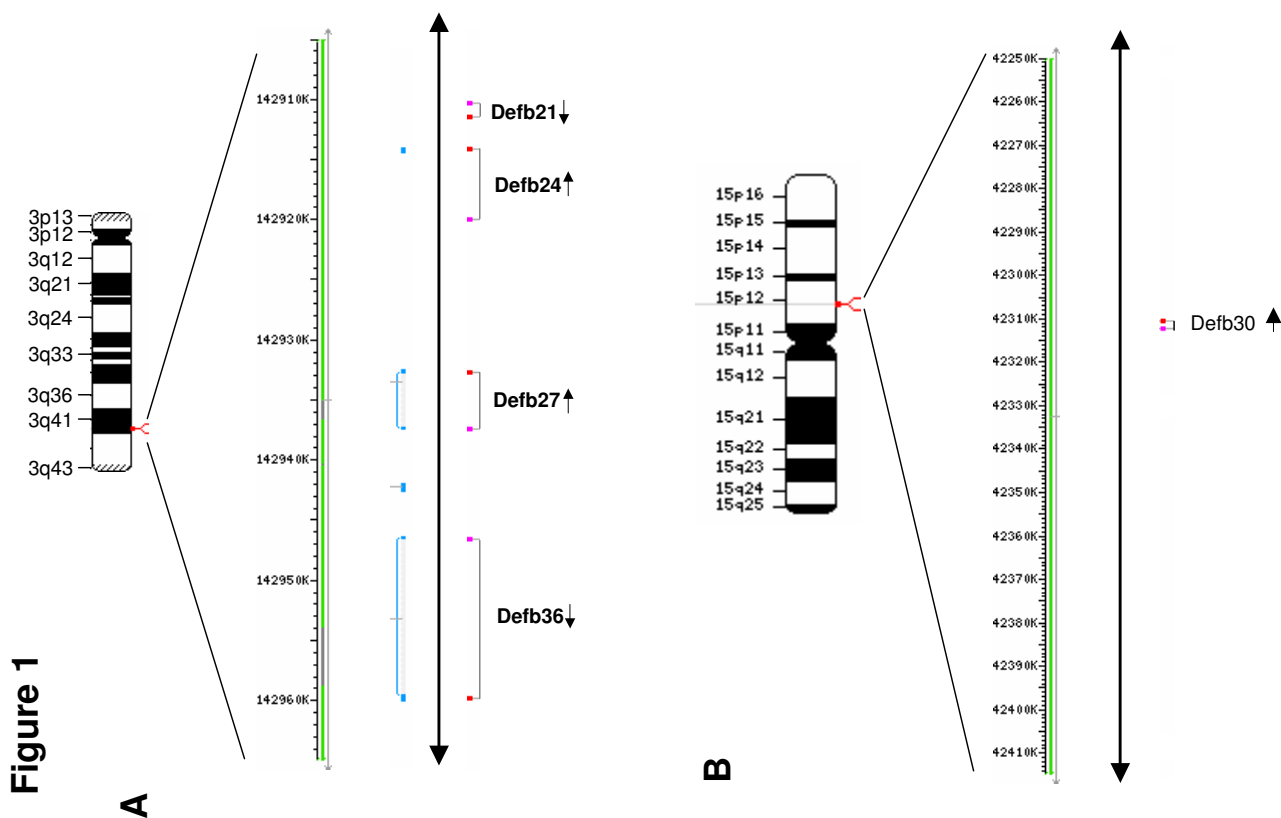 Figure 1
A
3p13
3p12
3q12
3q21
3q24
3q33
3q36
3q41
3q43
142910K
142920K
142930K
142940K
142950K
142960K
Defb21↓
Defb24↑
Defb27↑
Defb36↓
B
15p16
15p15
15p14
15p13
15p12
15p11
15q11
15q12
15q21
15q22
15q23
15q24
15q25
42250K
42260K
42270K
42280K
42290K
42300K
42310K
42320K
42330K
42340K
42350K
42360K
42370K
42380K
42390K
42400K
42410K
Defb30 ↑